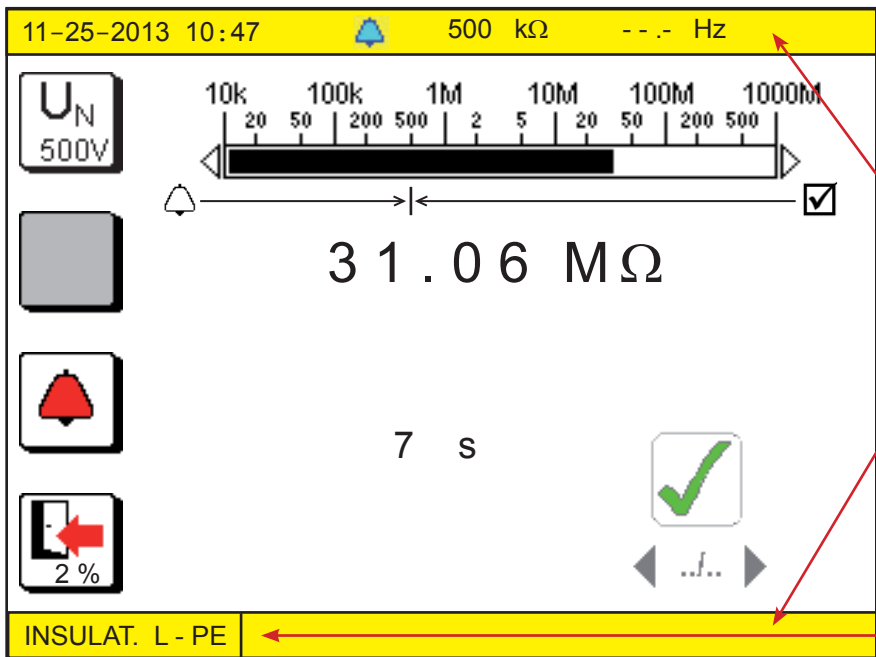 11-25-2013 10:47 500 kΩ - - .- Hz
UN
500V
10k 100k 1M 10M 100M 1000M
20 50 200 500 2 5 20 50 200 500
31.06 MΩ
7 s
2 %
../..
INSULAT. L - PE